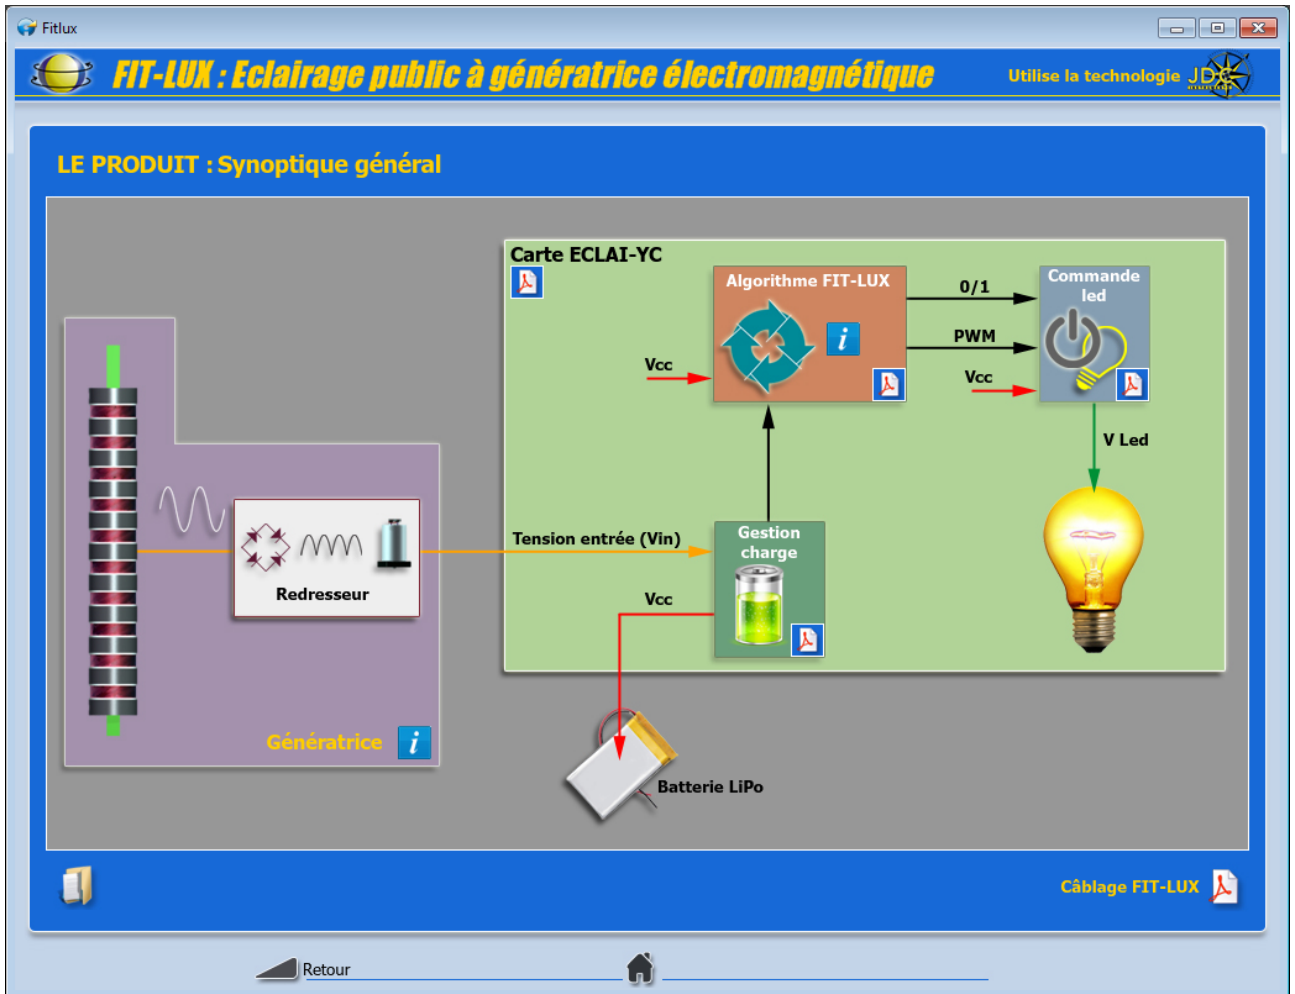 Fitlux
FIT-LUX : Eclairage public à génératrice électromagnétique
Utilise la technologie JDC
LE PRODUIT : Synoptique général
Carte ECLAI-YC
Algorithme FIT-LUX
0/1
Commande
led
PWM
Vcc
Vcc
V Led
Tension entrée (Vin)
Gestion
charge
Redresseur
Vcc
Génératrice
Batterie LiPo
Câblage FIT-LUX
Retour